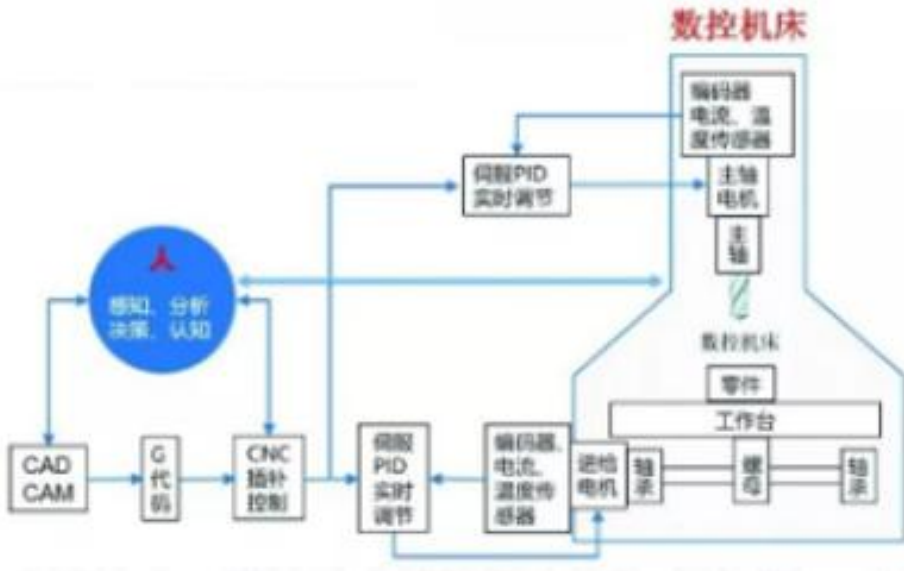 数控机床
编码器
电流、温
度传感器
伺服PID
实时调节
主轴
电机
主
轴
人
感知、分析
决策、认知
数控机床
零件
工作台
CAD
CAM
G
代
码
CNC
插补
控制
伺服
PID
实时
调节
编码器、
电流、
温度传
感器
进给
电机
轴
承
螺
母
轴
承